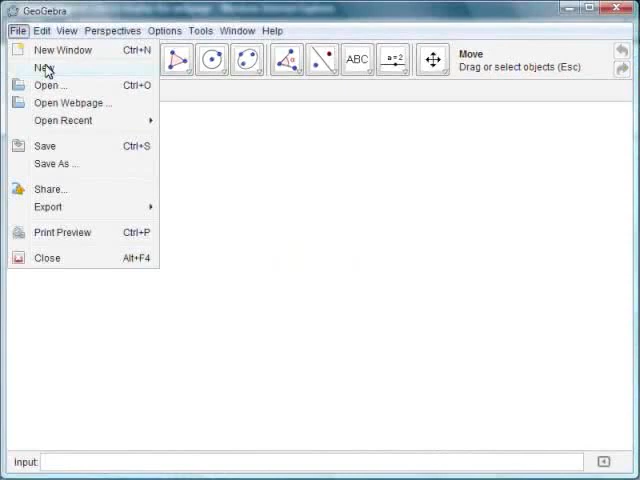 GeoGebra
File Edit View Perspectives Options Tools Window Help
New Window Ctrl+N
New
Open ... Ctrl+O
Open Webpage ...
Open Recent
Save Ctrl+S
Save As ...
Share...
Export
Print Preview Ctrl+P
Close Alt+F4
ABC
a=2
Move
Drag or select objects (Esc)
Input: